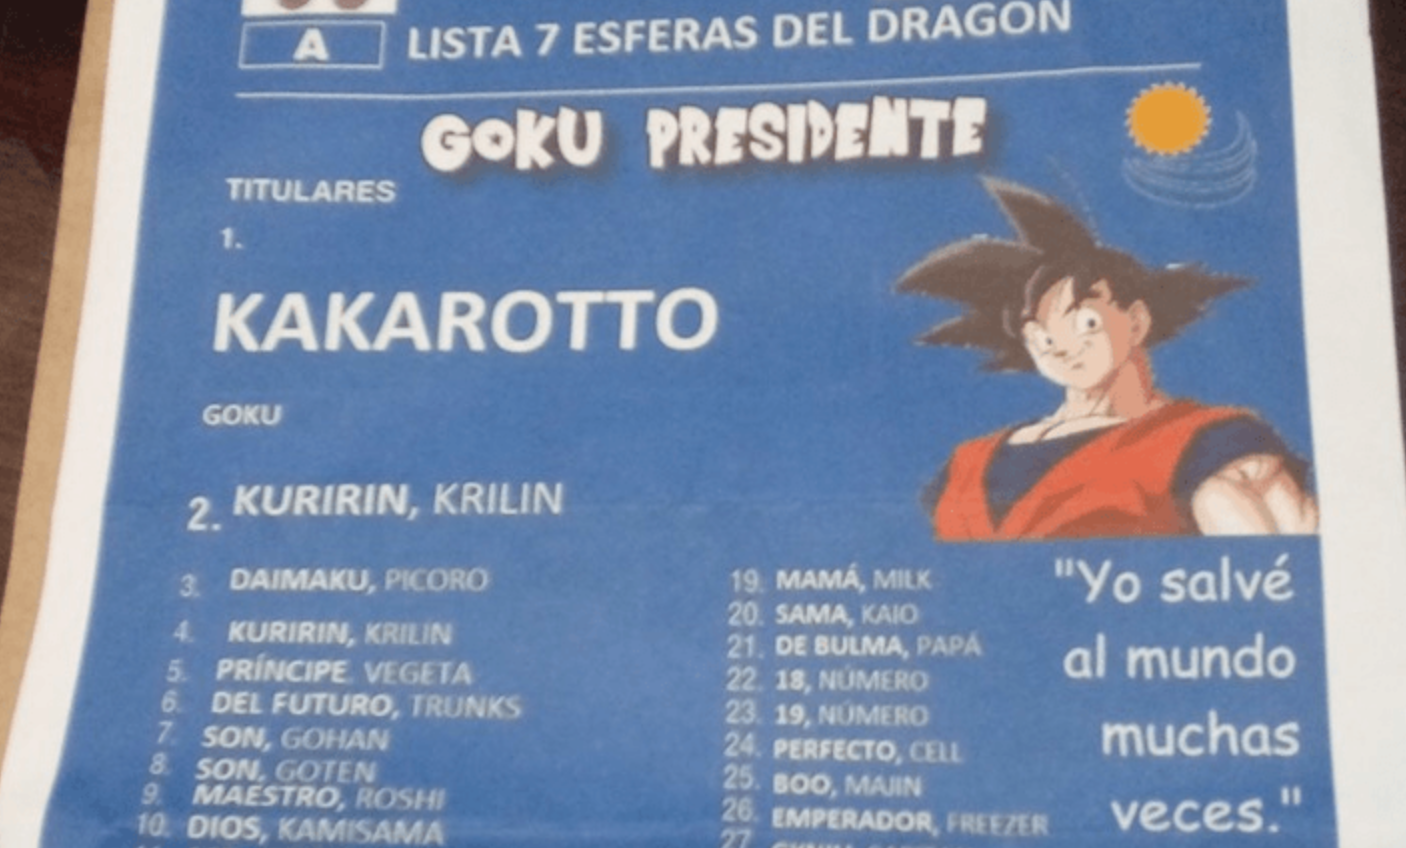 A
LISTA 7 ESFERAS DEL DRAGON
GOKU PRESIDENTE
TITULARES
1.
KAKAROTTO
GOKU
2. KURIRIN, KRILIN
3. DAIMAKU, PICORO
4. KURIRIN, KRILIN
5. PRÍNCIPE. VEGETA
6. DEL FUTURO, TRUNKS
7. SON, GOHAN
8. SON, GOTEN
9. MAESTRO, ROSHI
10. DIOS, KAMISAMA
19. MAMÁ, MILK
20. SAMA, KAIO
21. DE BULMA, PAPÁ
22. 18, NÚMERO
23. 19, NÚMERO
24. PERFECTO, CELL
25. BOO, MAJIN
26. EMPERADOR, FREEZER
27.
"Yo salvé
al mundo
muchas
veces."